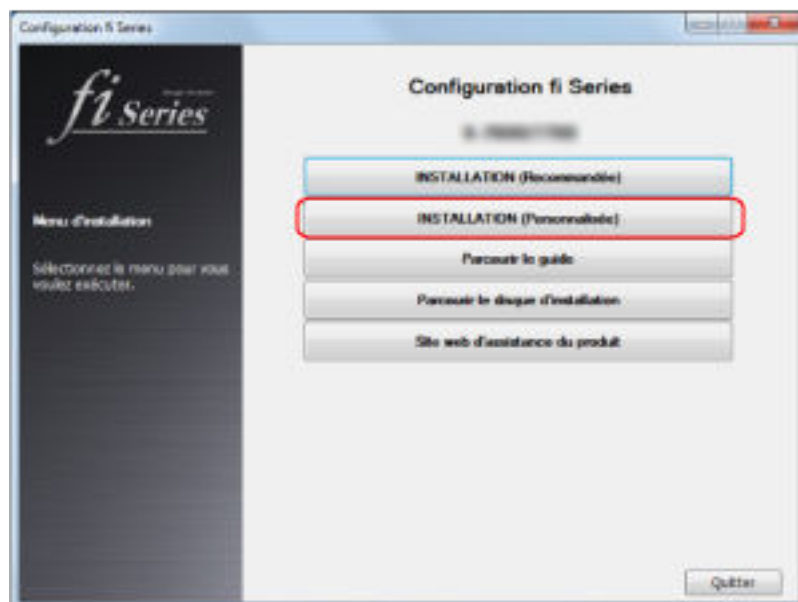 Configuration fi Series
fi Series
Configuration fi Series
INSTALLATION (Recommandée)
Menu d'installation
INSTALLATION (Personnalisée)
Sélectionnez le menu pour vous
voulez exécuter.
Parcourir le guide
Parcourir le disque d'installation
Site web d'assistance du produit
Quitter